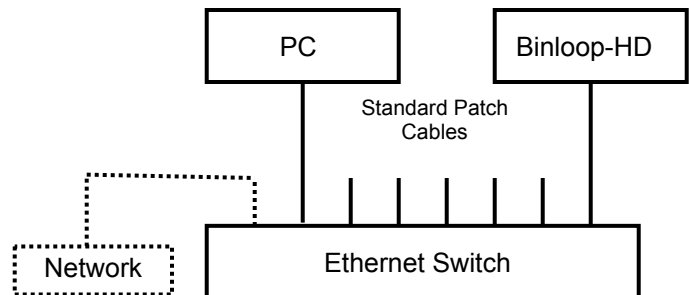 PC
Binloop-HD
Standard Patch
Cables
Network
Ethernet Switch